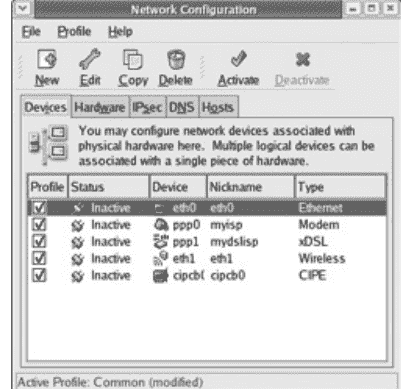 Network Configuration
File Profile Help
New Edit Copy Delete Activate Deactivate
Devices Hardware IPsec DNS Hosts
You may configure network devices associated with
physical hardware here. Multiple logical devices can be
associated with a single piece of hardware.
Profile Status Device Nickname Type
Inactive eth0 eth0 Ethernet
Inactive ppp0 myisp Modem
Inactive ppp1 mydslisp xDSL
Inactive eth1 eth1 Wireless
Inactive cipcb( cipcb0 CIPE
Active Profile: Common (modified)